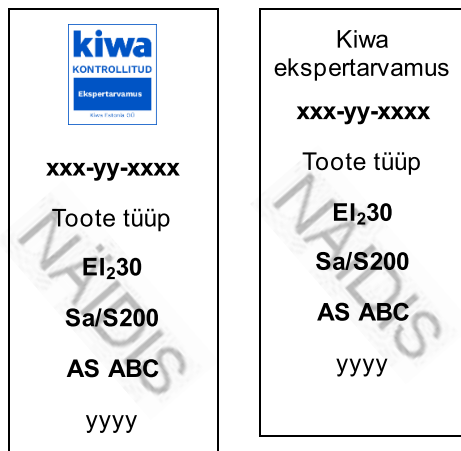 kiwa
KONTROLLITUD
Ekspertarvamus
Kiwa Estonia OÜ
xxx-yy-xxxx
Toote tüüp
EI₂30
Sa/S200
AS ABC
yyyy
NÄIDIS
Kiwa
ekspertarvamus
xxx-yy-xxxx
Toote tüüp
EI₂30
Sa/S200
AS ABC
yyyy
NÄIDIS